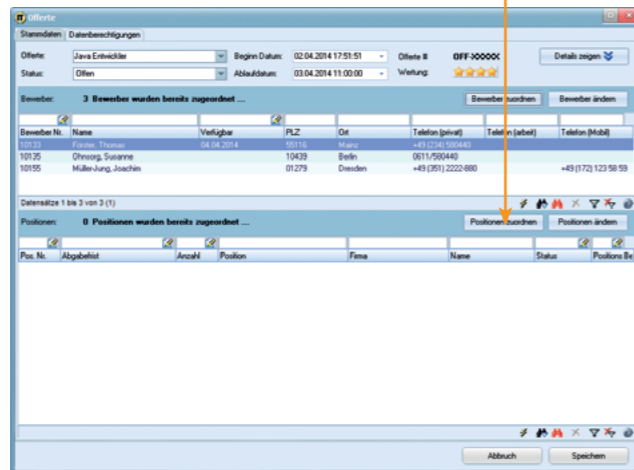 Offerte
Stammdaten Datenberechtigungen
Offerte: Java Entwickler Beginn Datum: 02.04.2014 17:51:51 Offerte # OFF-XXXXX Details zeigen
Status: Offen Ablaufdatum: 03.04.2014 11:00:00 Wertung:
Bewerber: 3 Bewerber wurden bereits zugeordnet ... Bewerber zuordnen Bewerber ändern
Bewerber Nr. Name Verfügbar PLZ Ort Telefon (privat) Telefon (arbeit) Telefon (Mobil)
10133 Förster, Thomas 04.04.2014 55116 Mainz +49 (234) 580440
10135 Ohnsorg, Susanne 10439 Berlin 0611/580440
10155 Müller-Jung, Joachim 01279 Dresden +49 (351) 2222-880 +49 (172) 123 58 59
Datensätze 1 bis 3 von 3 (1)
Positionen: 0 Positionen wurden bereits zugeordnet ... Positionen zuordnen Positionen ändern
Pos. Nr. Abgabefrist Anzahl Position Firma Name Status Positions Be
Abbruch Speichern